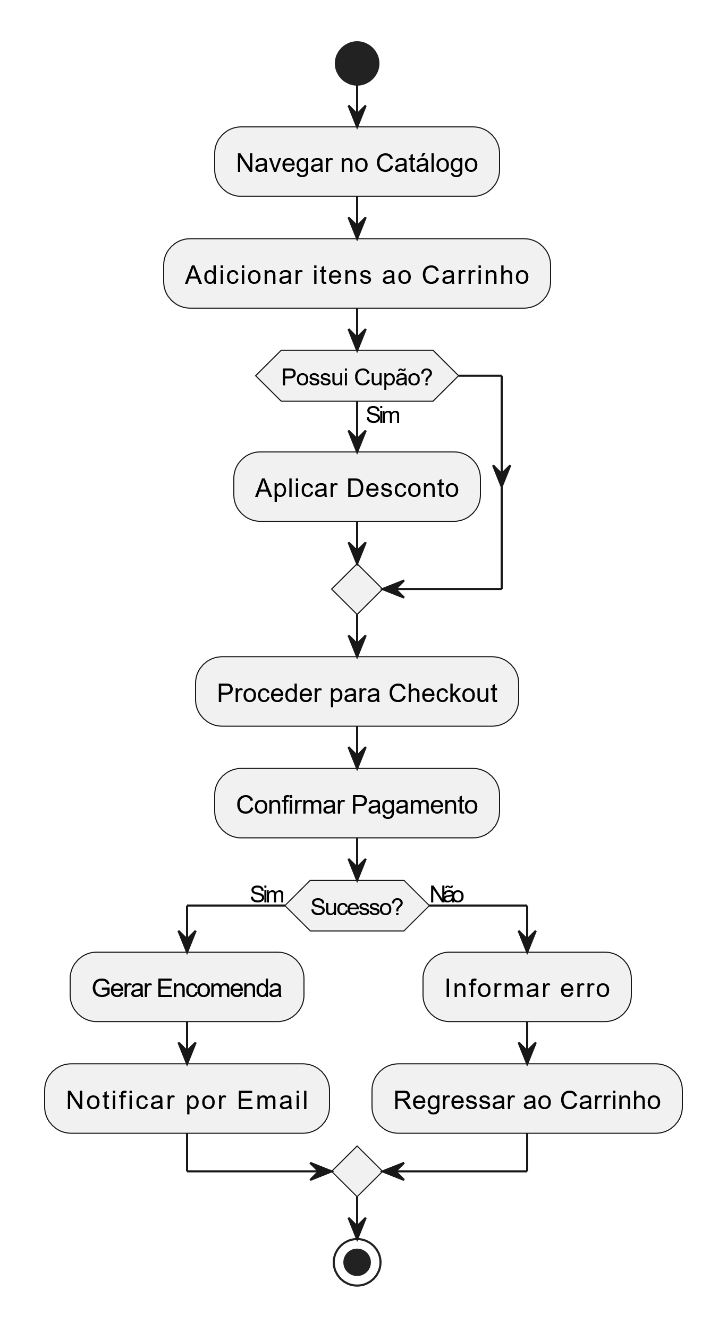 Navegar no Catálogo
Adicionar itens ao Carrinho
Possui Cupão?
Sim
Aplicar Desconto
Proceder para Checkout
Confirmar Pagamento
Sim
Sucesso?
Não
Gerar Encomenda
Informar erro
Notificar por Email
Regressar ao Carrinho